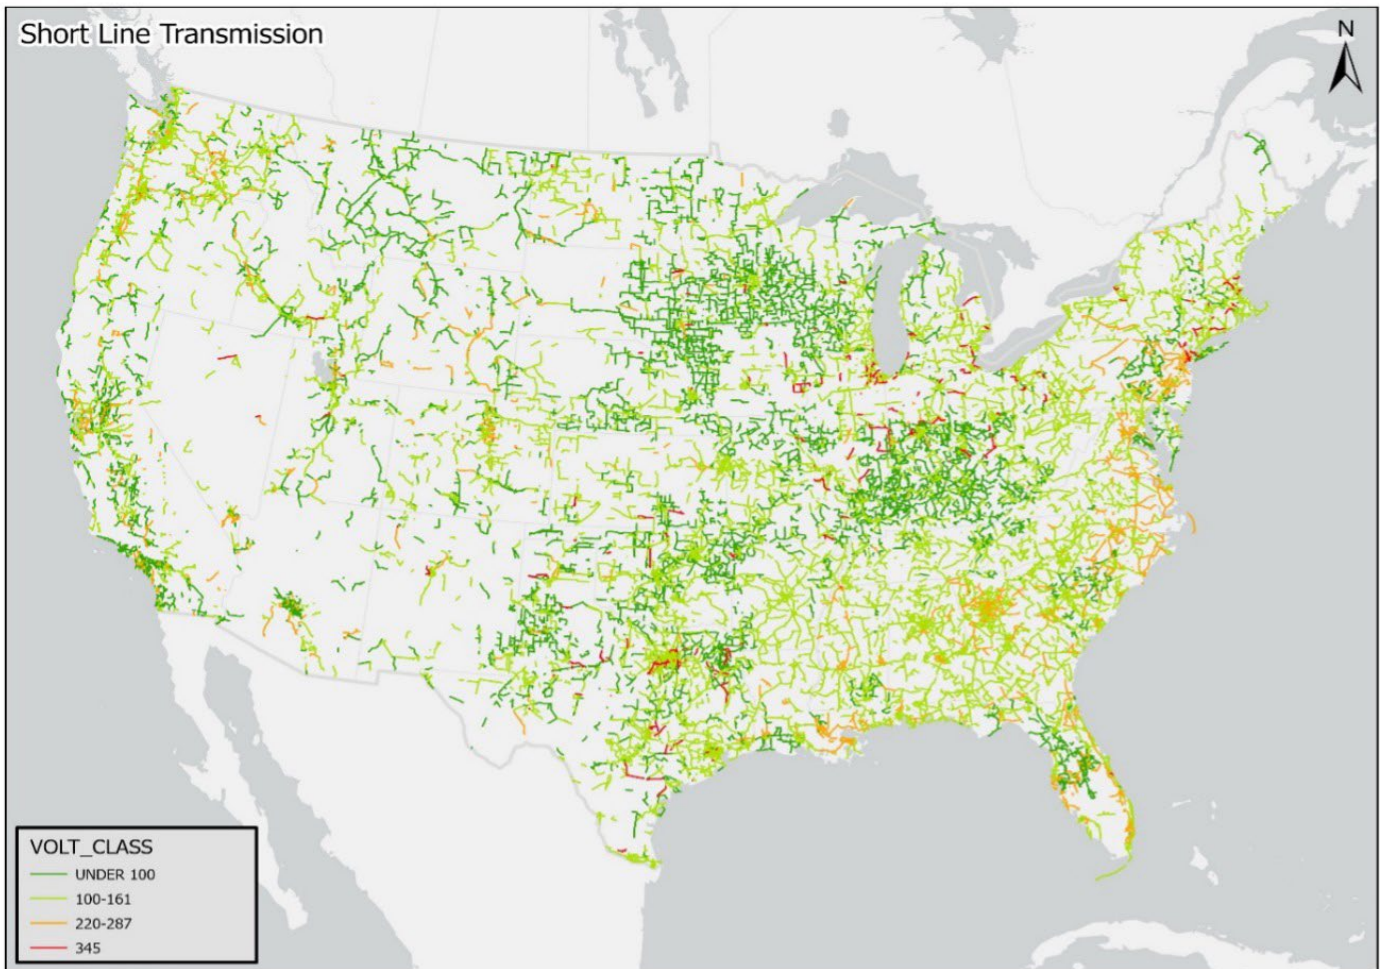 Short Line Transmission
N
VOLT_CLASS
UNDER 100
100-161
220-287
345